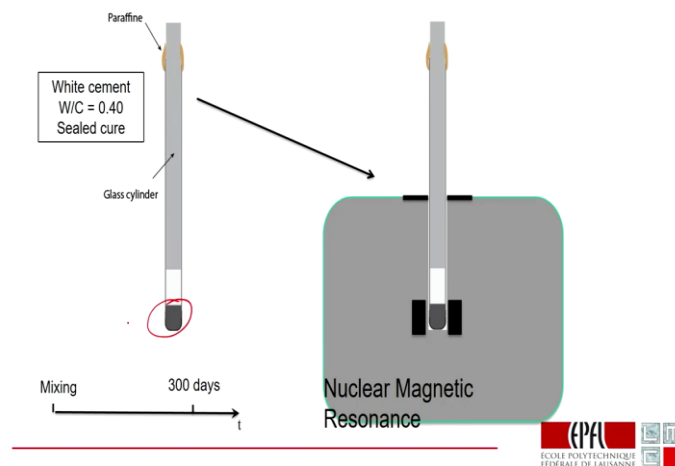 Paraffine
White cement
W/C = 0.40
Sealed cure
Glass cylinder
Mixing
300 days
t
Nuclear Magnetic
Resonance
EPFL
ÉCOLE POLYTECHNIQUE
FÉDÉRALE DE LAUSANNE